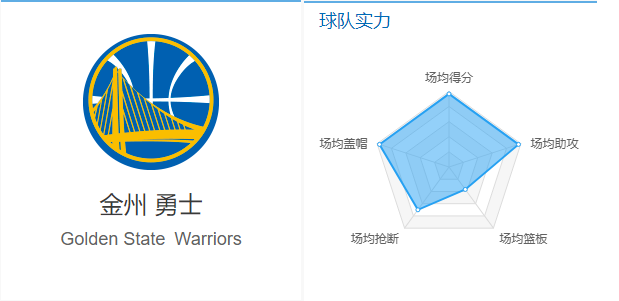 金州 勇士
Golden State Warriors
球队实力
场均得分
场均盖帽
场均助攻
场均抢断
场均篮板